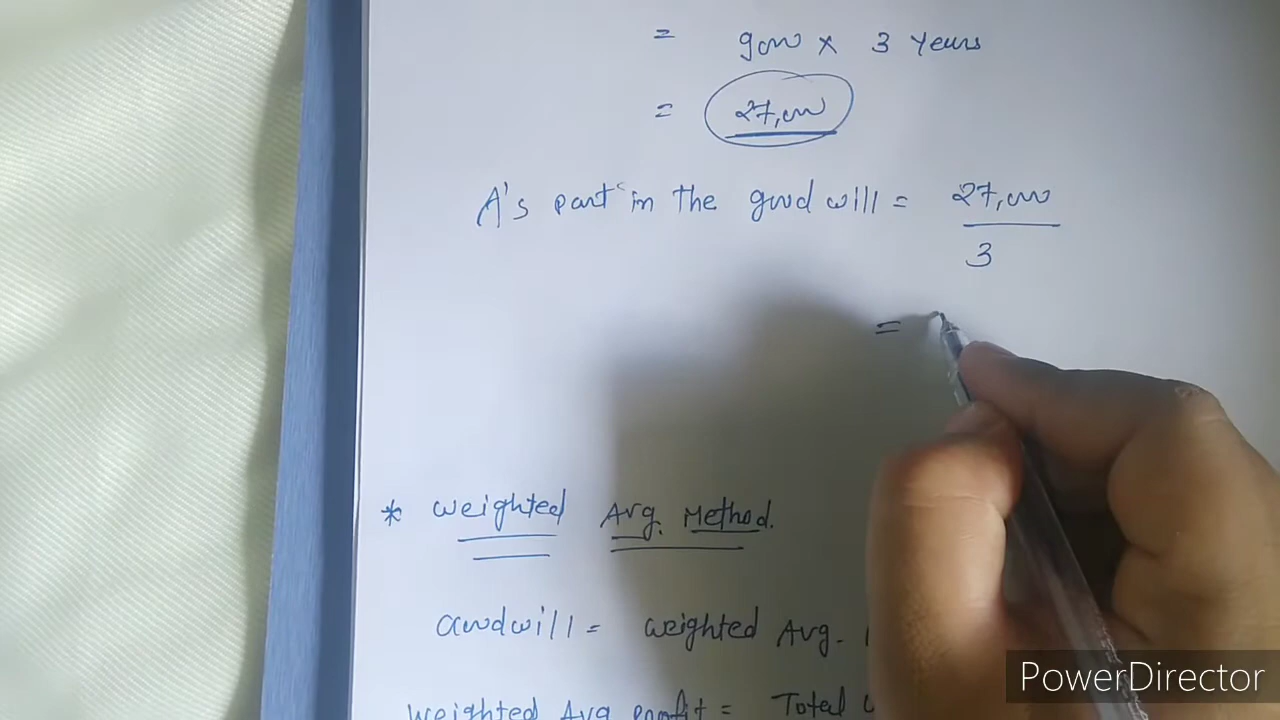 = 9000 × 3 Years
= 27,000
A's part in the goodwill = 27,000
3
=
* Weighted Avg. Method.
Goodwill = Weighted Avg.
Weighted Avg profit = Total
PowerDirector